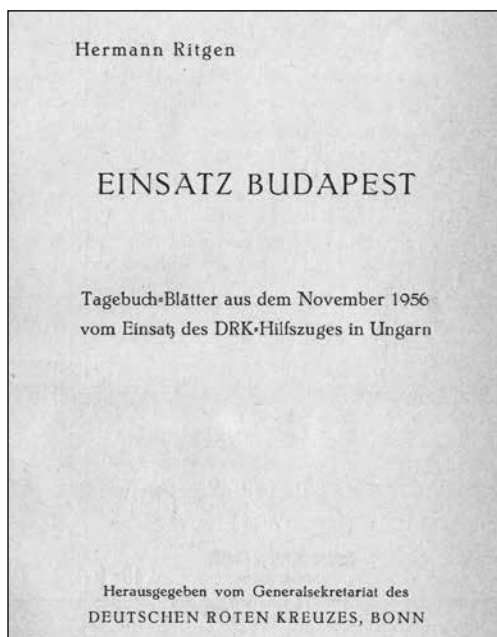 Hermann Ritgen
EINSATZ BUDAPEST
Tagebuch=Blätter aus dem November 1956
vom Einsatz des DRK=Hilfszuges in Ungarn
Herausgegeben vom Generalsekretariat des
DEUTSCHEN ROTEN KREUZES, BONN